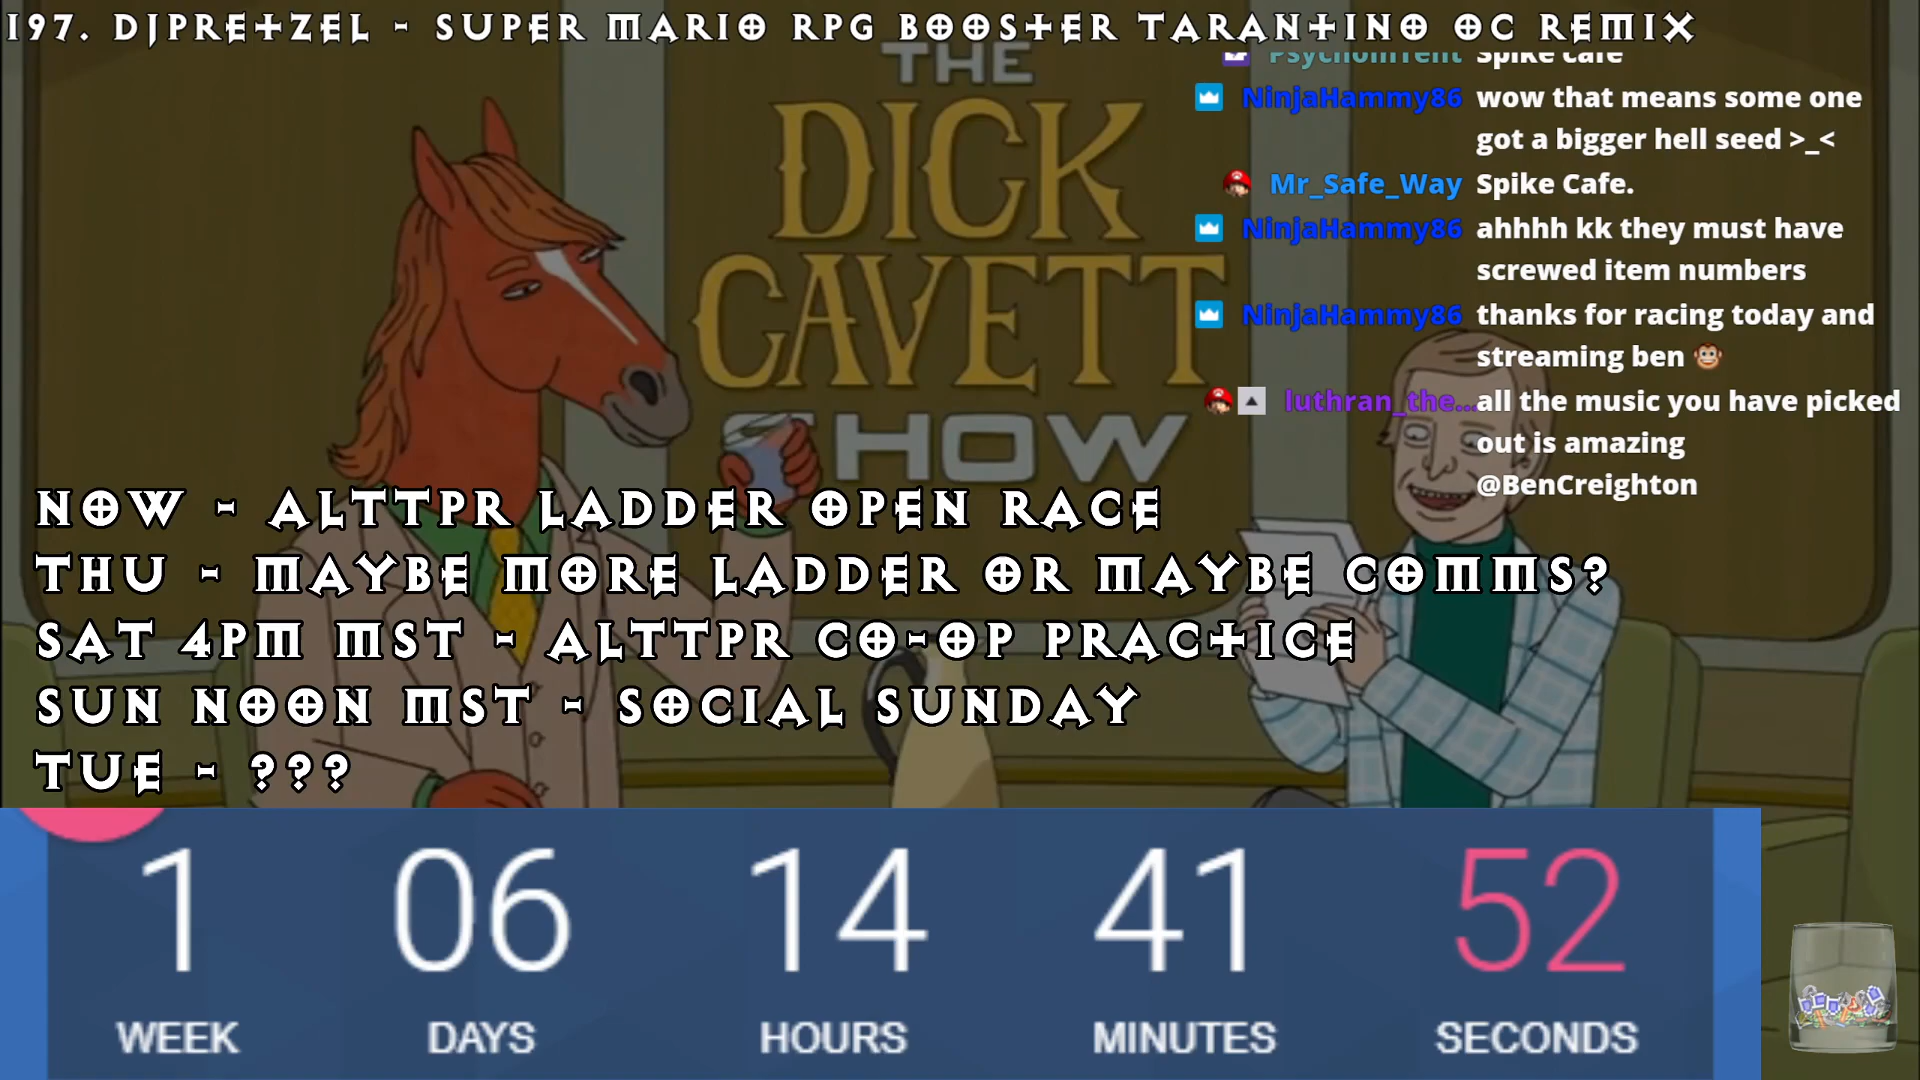 197. DJPRETZEL - SUPER MARIO RPG BOOSTER TARANTINO OC REMIX
THE
DICK
CAVETT
SHOW
PsychoIntent Spike cafe
NinjaHammy86 wow that means some one
got a bigger hell seed >_<
Mr_Safe_Way Spike Cafe.
NinjaHammy86 ahhhh kk they must have
screwed item numbers
NinjaHammy86 thanks for racing today and
streaming ben
luthran_the... all the music you have picked
out is amazing
@BenCreighton
NOW - ALTTPR LADDER OPEN RACE
THU - MAYBE MORE LADDER OR MAYBE COMMS?
SAT 4PM MST - ALTTPR CO-OP PRACTICE
SUN NOON MST - SOCIAL SUNDAY
TUE - ???
1 06 14 41 52
WEEK DAYS HOURS MINUTES SECONDS